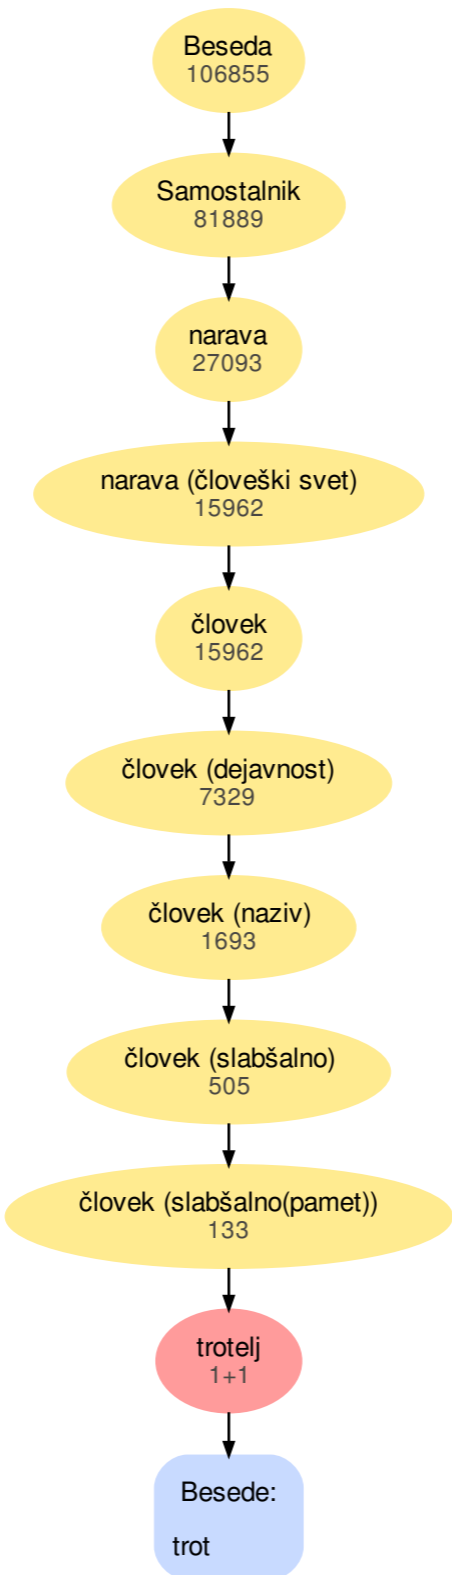 Beseda
106855
Samostalnik
81889
narava
27093
narava (človeški svet)
15962
človek
15962
človek (dejavnost)
7329
človek (naziv)
1693
človek (slabšalno)
505
človek (slabšalno(pamet))
133
trotelj
1+1
Besede:
trot